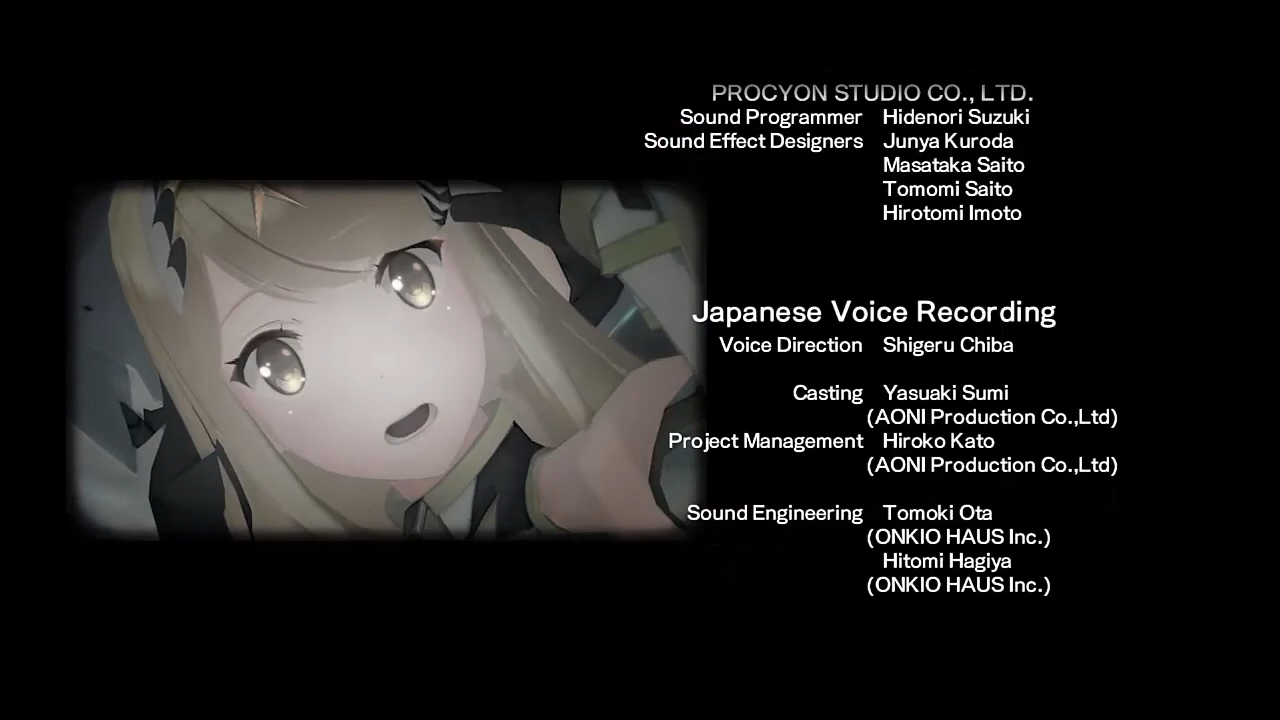 PROCYON STUDIO CO., LTD.
Sound Programmer Hidenori Suzuki
Sound Effect Designers Junya Kuroda
Masataka Saito
Tomomi Saito
Hirotomi Imoto
Japanese Voice Recording
Voice Direction Shigeru Chiba
Casting Yasuaki Sumi
(AONI Production Co.,Ltd)
Project Management Hiroko Kato
(AONI Production Co.,Ltd)
Sound Engineering Tomoki Ota
(ONKIO HAUS Inc.)
Hitomi Hagiya
(ONKIO HAUS Inc.)